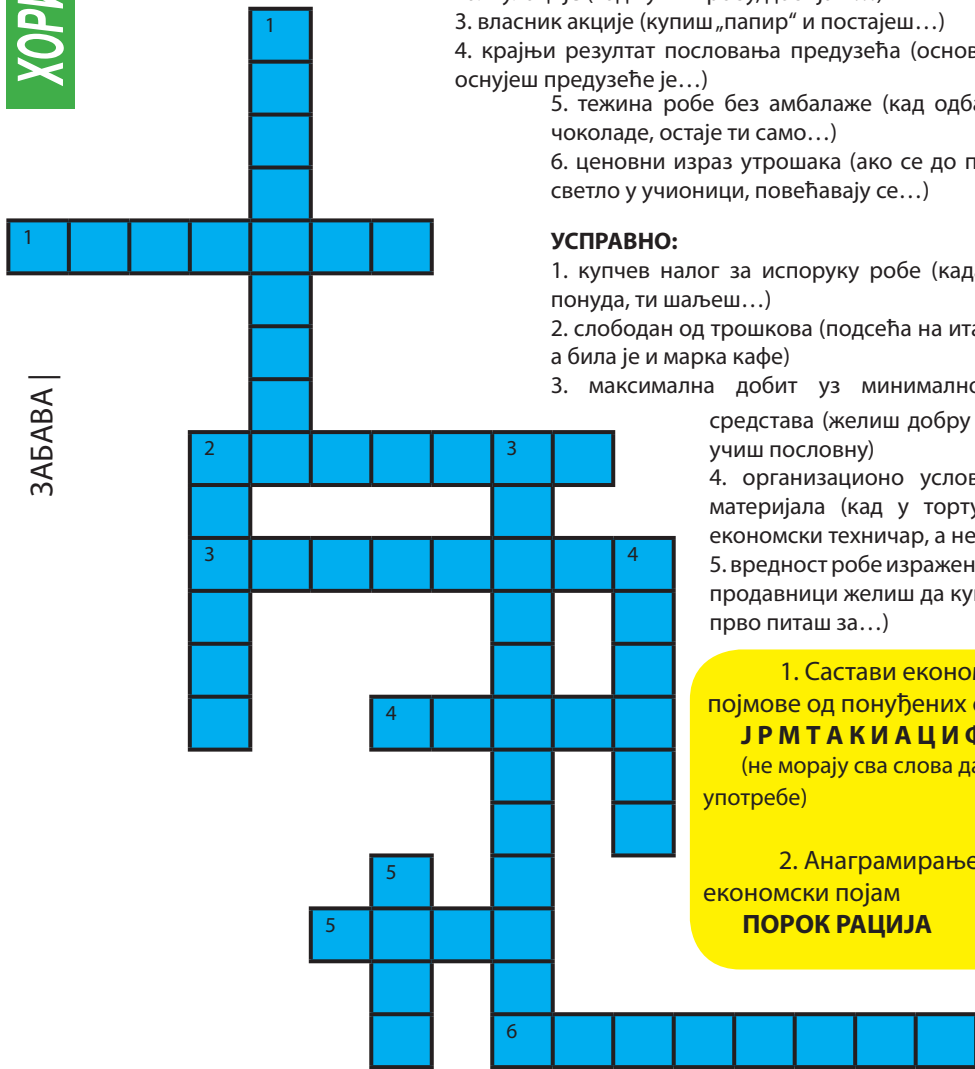 ХОРИ
3. власник акције (купиш „папир“ и постајеш…)
4. крајњи резултат пословања предузећа (основ
оснујеш предузеће је…)
5. тежина робе без амбалаже (кад одба
чоколаде, остаје ти само…)
6. ценовни израз утрошака (ако се до п
светло у учионици, повећавају се…)
УСПРАВНО:
1. купчев налог за испоруку робе (кад
понуда, ти шаљеш…)
2. слободан од трошкова (подсећа на ита
а била је и марка кафе)
3. максимална добит уз минимално
средстава (желиш добру
учиш пословну)
4. организационо услов
материјала (кад у торту
економски техничар, а не
5. вредност робе изражен
продавници желиш да ку
прво питаш за…)
ЗАБАВА |
1. Састави еконо
појмове од понуђених
Ј Р М Т А К И А Ц И Ф
(не морају сва слова да
употребе)
2. Анаграмирање
економски појам
ПОРОК РАЦИЈА
1
1
2
3
3
4
4
5
5
6